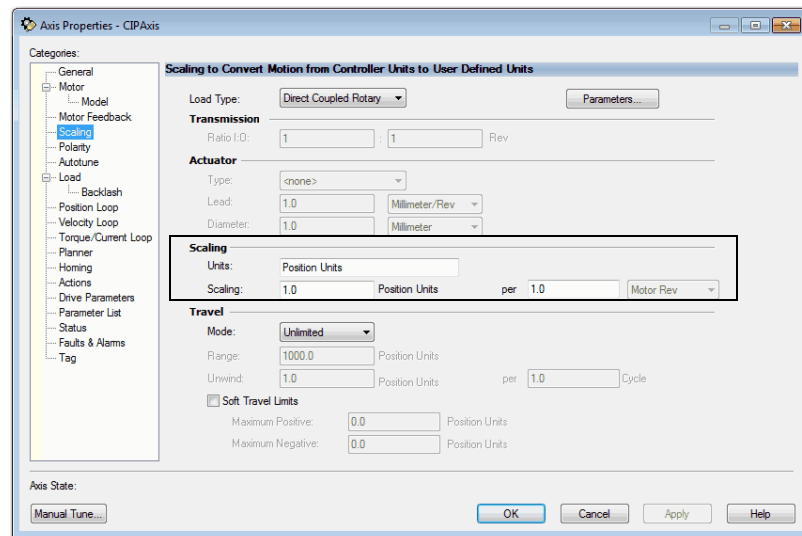 Axis Properties - CIPAxis
Categories:
General
Motor
Model
Motor Feedback
Scaling
Polarity
Autotune
Load
Backlash
Position Loop
Velocity Loop
Torque/Current Loop
Planner
Homing
Actions
Drive Parameters
Parameter List
Status
Faults & Alarms
Tag
Scaling to Convert Motion from Controller Units to User Defined Units
Load Type: Direct Coupled Rotary Parameters...
Transmission
Ratio I:O: 1 : 1 Rev
Actuator
Type: <none>
Lead: 1.0 Millimeter/Rev
Diameter: 1.0 Millimeter
Scaling
Units: Position Units
Scaling: 1.0 Position Units per 1.0 Motor Rev
Travel
Mode: Unlimited
Range: 1000.0 Position Units
Unwind: 1.0 Position Units per 1.0 Cycle
Soft Travel Limits
Maximum Positive: 0.0 Position Units
Maximum Negative: 0.0 Position Units
Axis State:
Manual Tune... OK Cancel Apply Help